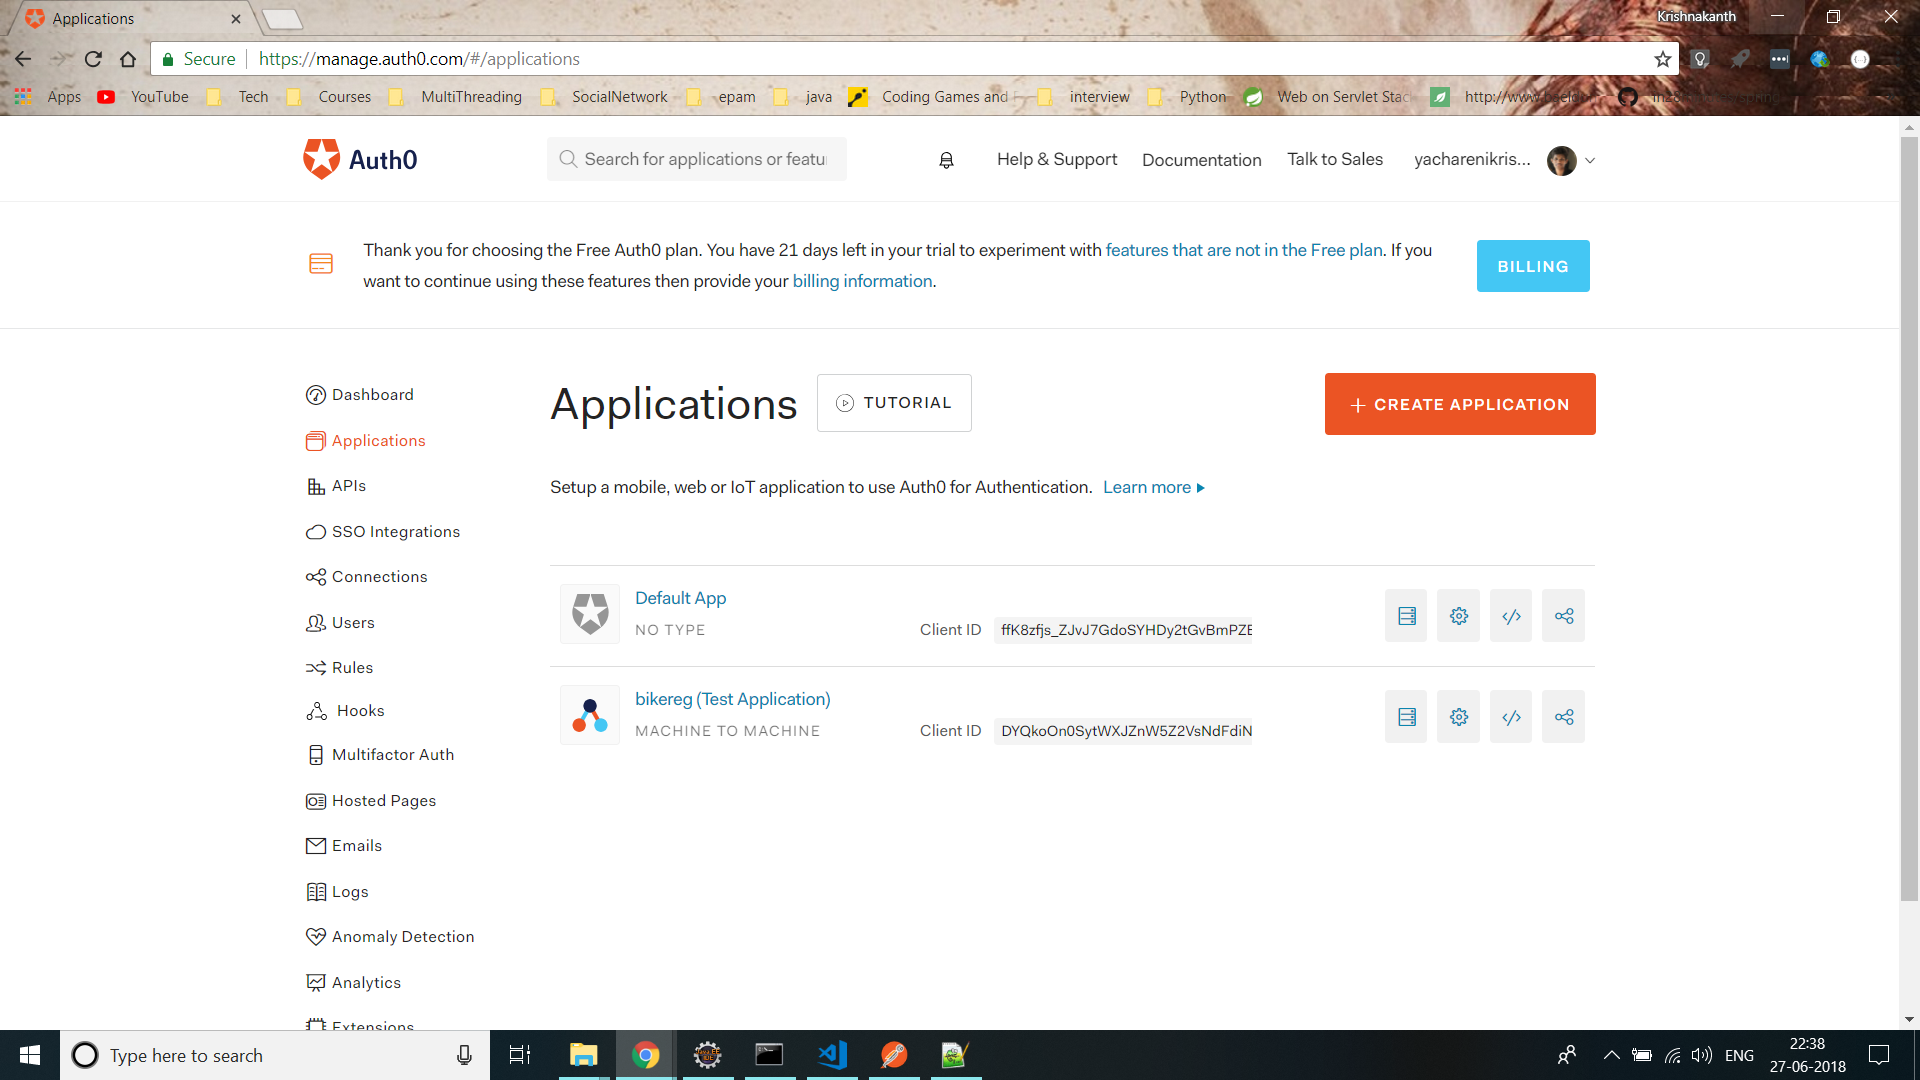 Applications
Krishnakanth
Secure https://manage.auth0.com/#/applications
Apps YouTube Tech Courses MultiThreading SocialNetwork epam java Coding Games and interview Python Web on Servlet Stac
Auth0
Search for applications or featu
Help & Support Documentation Talk to Sales yacharenikris...
Thank you for choosing the Free Auth0 plan. You have 21 days left in your trial to experiment with features that are not in the Free plan. If you
want to continue using these features then provide your billing information.
BILLING
Dashboard
Applications
APIs
SSO Integrations
Connections
Users
Rules
Hooks
Multifactor Auth
Hosted Pages
Emails
Logs
Anomaly Detection
Analytics
Extensions
Applications
TUTORIAL
+ CREATE APPLICATION
Setup a mobile, web or IoT application to use Auth0 for Authentication. Learn more
Default App
NO TYPE
Client ID ffK8zfjs_ZJvJ7GdoSYHDy2tGvBmPZE
bikereg (Test Application)
MACHINE TO MACHINE
Client ID DYQkoOn0SytWXJZnW5Z2VsNdFdiN
Type here to search
ENG
22:38
27-06-2018